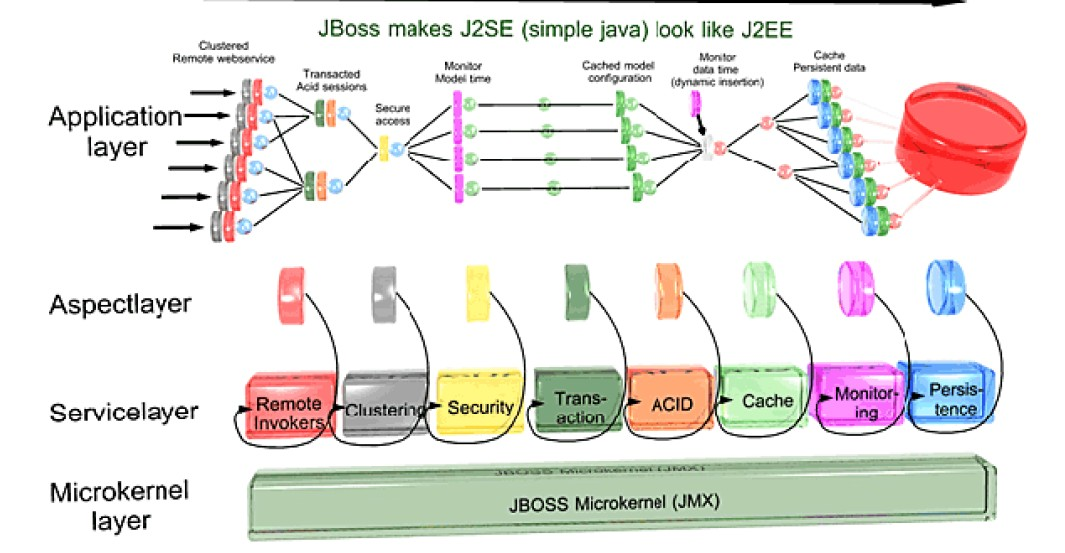 JBoss makes J2SE (simple java) look like J2EE
Clustered
Remote webservice
Transacted
Acid sessions
Secure
access
Monitor
Model time
Cached model
configuration
Monitor
data time
(dynamic insertion)
Cache
Persistent data
Application
layer
Aspectlayer
Servicelayer
Remote
Invokers
Clustering
Security
Trans-
action
ACID
Cache
Monitor-
ing
Persis-
tence
Microkernel
layer
JBOSS Microkernel (JMX)
JBOSS Microkernel (JMX)